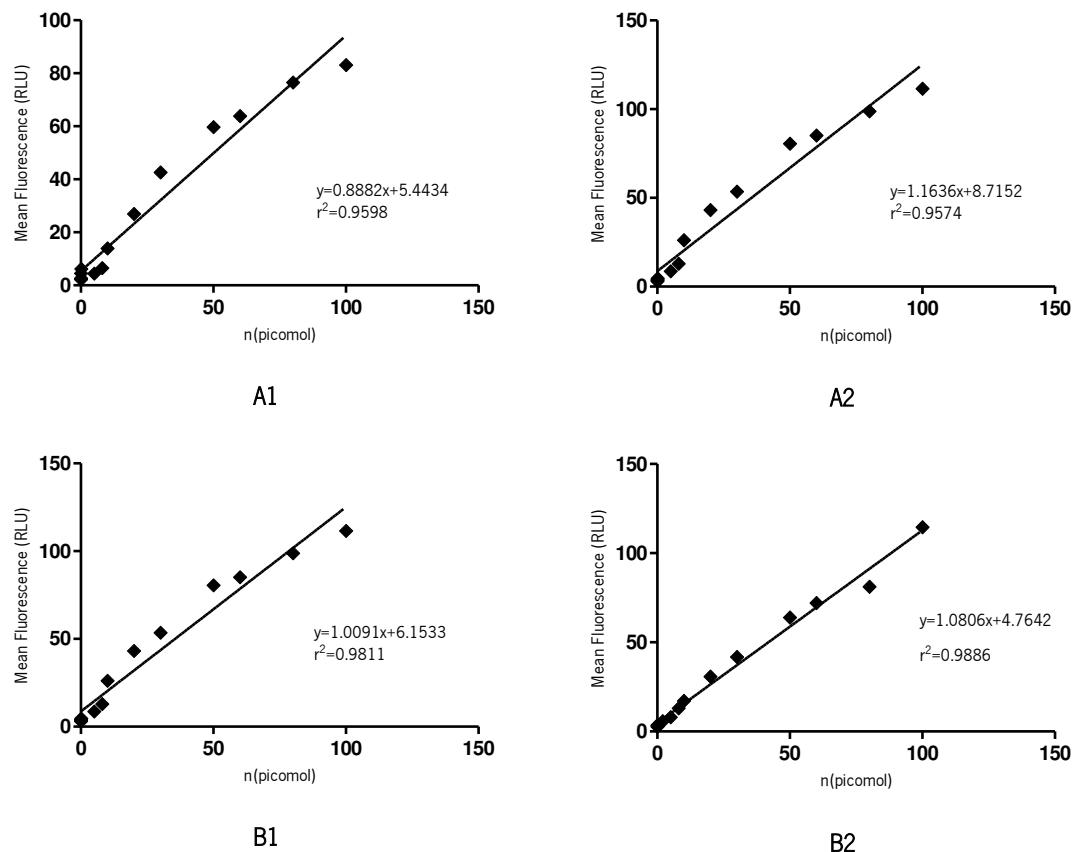 100
80
60
40
20
0
Mean Fluorescence (RLU)
y=0.8882x+5.4434
r²=0.9598
0 50 100 150
n(picomol)
A1
150
100
50
0
Mean Fluorescence (RLU)
y=1.1636x+8.7152
r²=0.9574
0 50 100 150
n(picomol)
A2
150
100
50
0
Mean Fluorescence (RLU)
y=1.0091x+6.1533
r²=0.9811
0 50 100 150
n(picomol)
B1
150
100
50
0
Mean Fluorescence (RLU)
y=1.0806x+4.7642
r²=0.9886
0 50 100 150
n(picomol)
B2